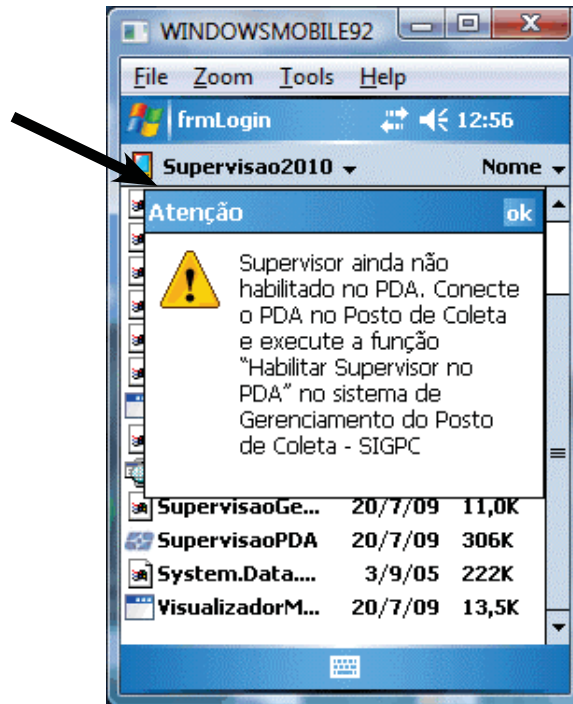 WINDOWSMOBILE92
File Zoom Tools Help
frmLogin 12:56
Supervisao2010 Nome
Atenção ok
Supervisor ainda não
habilitado no PDA. Conecte
o PDA no Posto de Coleta
e execute a função
"Habilitar Supervisor no
PDA" no sistema de
Gerenciamento do Posto
de Coleta - SIGPC
SupervisaoGe... 20/7/09 11,0K
SupervisaoPDA 20/7/09 306K
System.Data.... 3/9/05 222K
VisualizadorM... 20/7/09 13,5K